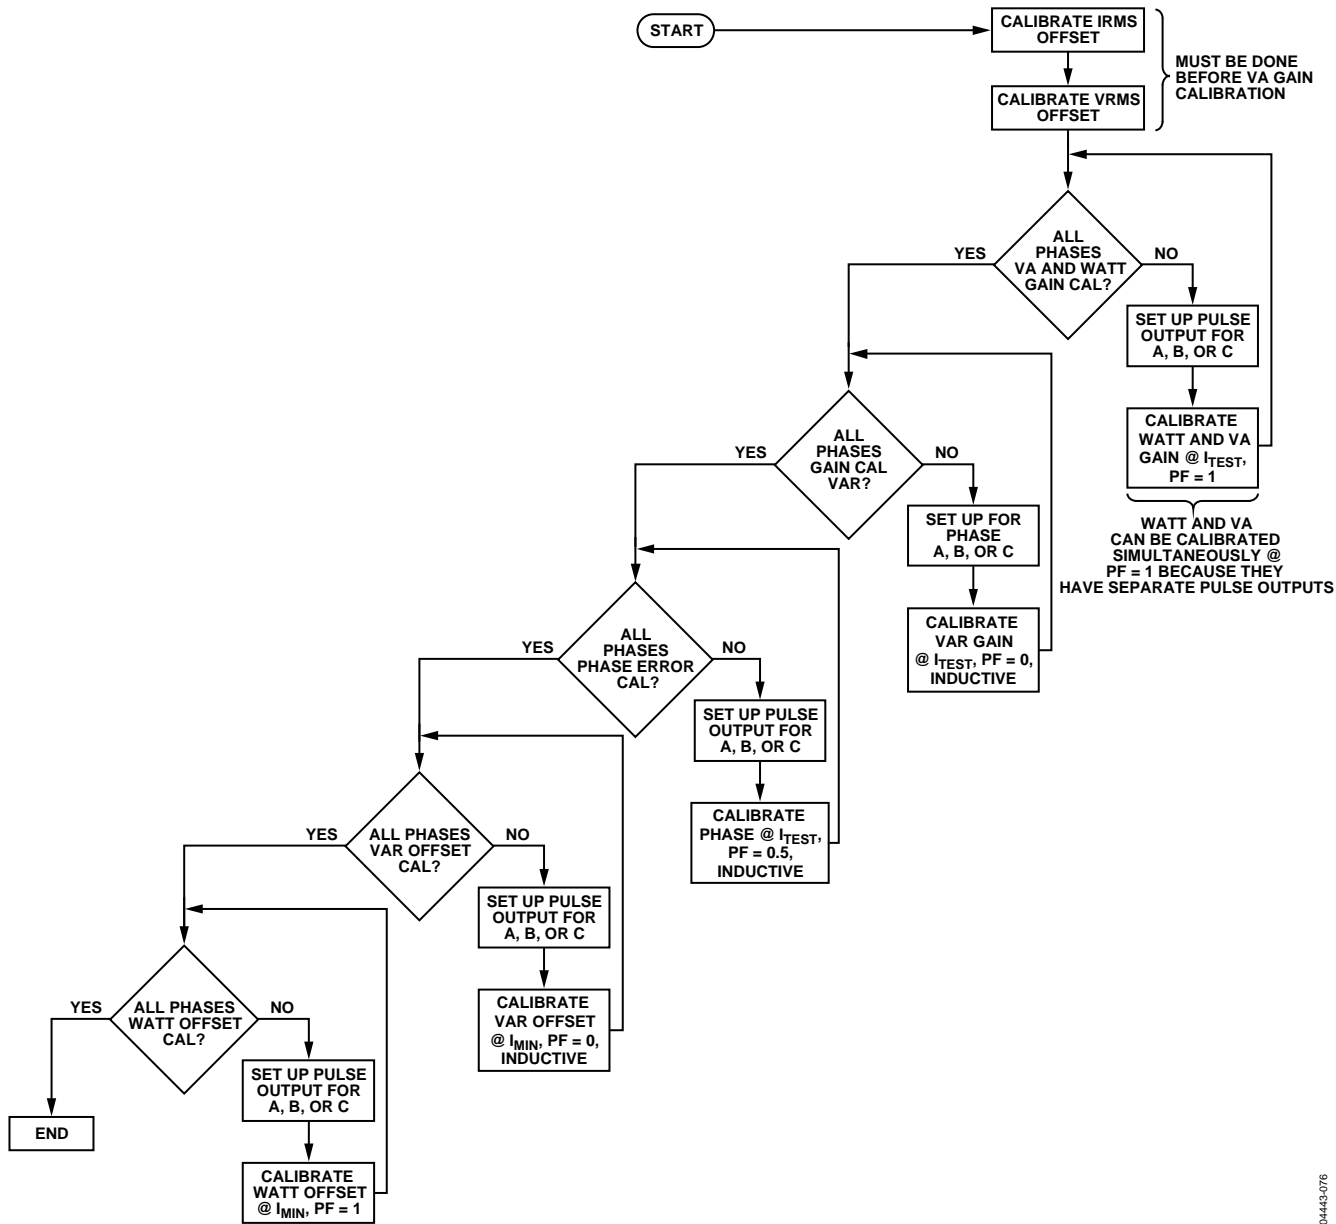 START
CALIBRATE IRMS
OFFSET
MUST BE DONE
BEFORE VA GAIN
CALIBRATION
CALIBRATE VRMS
OFFSET
ALL
PHASES
VA AND WATT
GAIN CAL?
YES
NO
SET UP PULSE
OUTPUT FOR
A, B, OR C
CALIBRATE
WATT AND VA
GAIN @ ITEST,
PF = 1
WATT AND VA
CAN BE CALIBRATED
SIMULTANEOUSLY @
PF = 1 BECAUSE THEY
HAVE SEPARATE PULSE OUTPUTS
ALL
PHASES
GAIN CAL
VAR?
YES
NO
SET UP FOR
PHASE
A, B, OR C
CALIBRATE
VAR GAIN
@ ITEST, PF = 0,
INDUCTIVE
ALL
PHASES
PHASE ERROR
CAL?
YES
NO
SET UP PULSE
OUTPUT FOR
A, B, OR C
CALIBRATE
PHASE @ ITEST,
PF = 0.5,
INDUCTIVE
ALL PHASES
VAR OFFSET
CAL?
YES
NO
SET UP PULSE
OUTPUT FOR
A, B, OR C
CALIBRATE
VAR OFFSET
@ IMIN, PF = 0,
INDUCTIVE
ALL PHASES
WATT OFFSET
CAL?
YES
NO
SET UP PULSE
OUTPUT FOR
A, B, OR C
CALIBRATE
WATT OFFSET
@ IMIN, PF = 1
END
04443-076